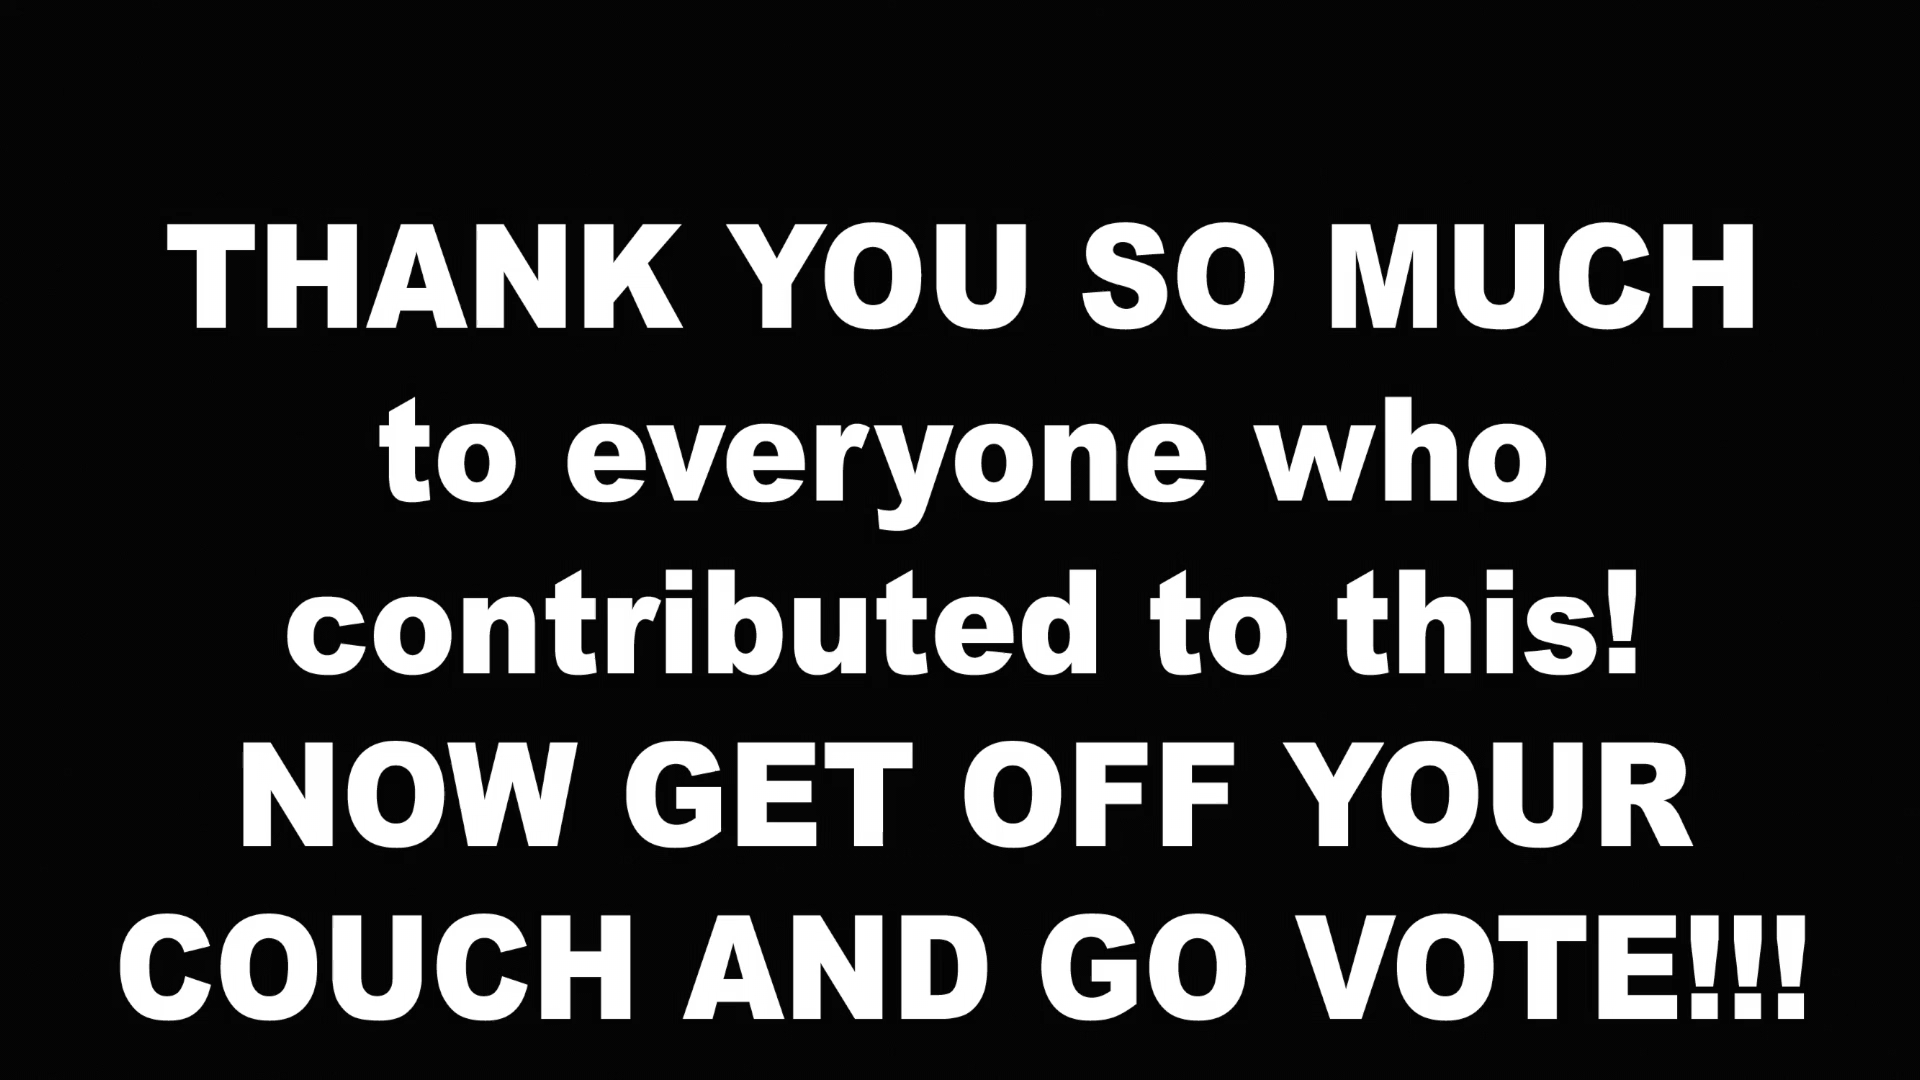 THANK YOU SO MUCH
to everyone who
contributed to this!
NOW GET OFF YOUR
COUCH AND GO VOTE!!!